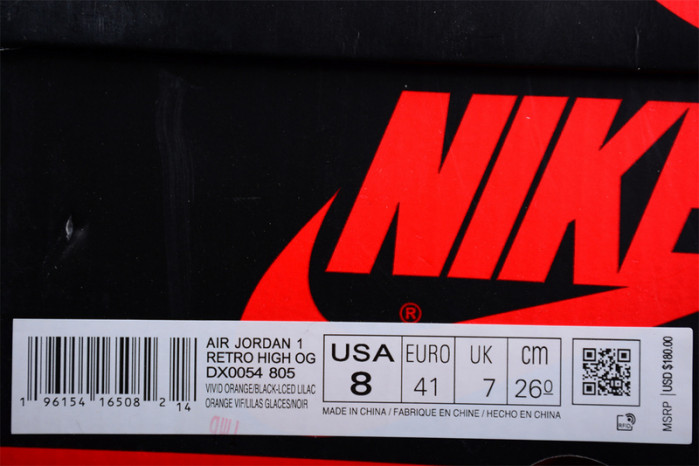 NIKE
®
AIR JORDAN 1
RETRO HIGH OG
DX0054 805
VIVID ORANGE/BLACK-LCED LILAC
ORANGE VIF/LILAS GLACES/NOIR
1 96154 16508 2 14
USA EURO UK cm
8 41 7 26.0
MADE IN CHINA / FABRIQUE EN CHINE / HECHO EN CHINA
RFID
MSRP USD $180.00